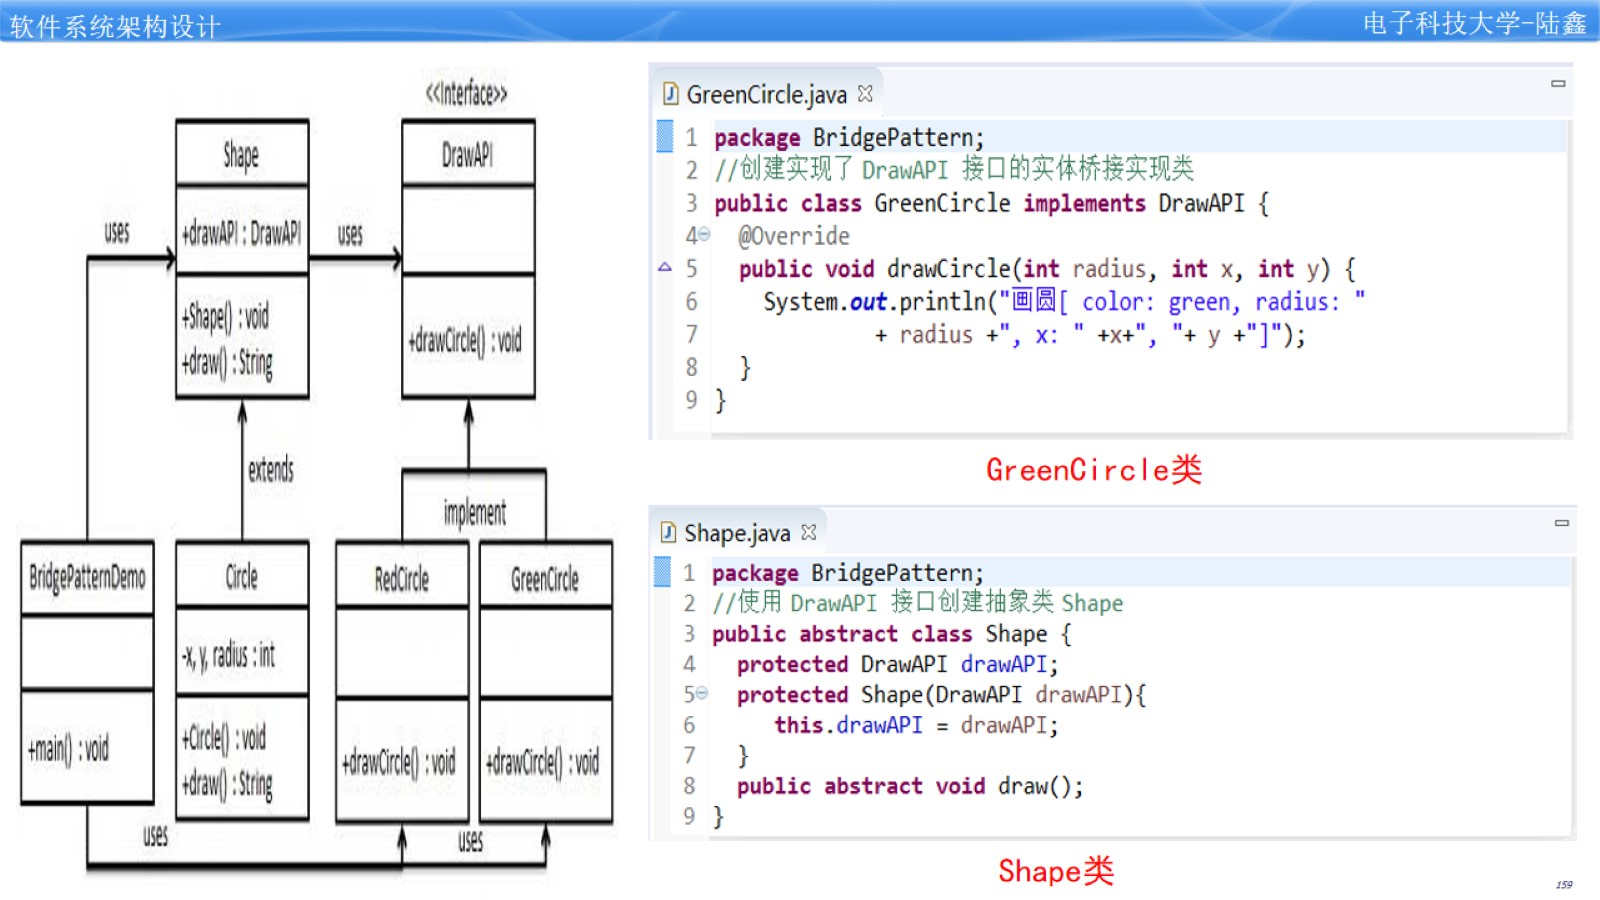 软件系统架构设计
电子科技大学-陆鑫
<<Interface>>
Shape
DrawAPI
uses
+drawAPI : DrawAPI
uses
+Shape() : void
+draw() : String
+drawCircle() : void
extends
implement
BridgePatternDemo
Circle
RedCircle
GreenCircle
-x, y, radius : int
+main() : void
+Circle() : void
+draw() : String
+drawCircle() : void
+drawCircle() : void
uses
uses
GreenCircle.java
1 package BridgePattern;
2 //创建实现了 DrawAPI 接口的实体桥接实现类
3 public class GreenCircle implements DrawAPI {
4 @Override
5 public void drawCircle(int radius, int x, int y) {
6 System.out.println("画圆[ color: green, radius: "
7 + radius +", x: " +x+", "+ y +"]");
8 }
9 }
GreenCircle类
Shape.java
1 package BridgePattern;
2 //使用 DrawAPI 接口创建抽象类 Shape
3 public abstract class Shape {
4 protected DrawAPI drawAPI;
5 protected Shape(DrawAPI drawAPI){
6 this.drawAPI = drawAPI;
7 }
8 public abstract void draw();
9 }
Shape类
159